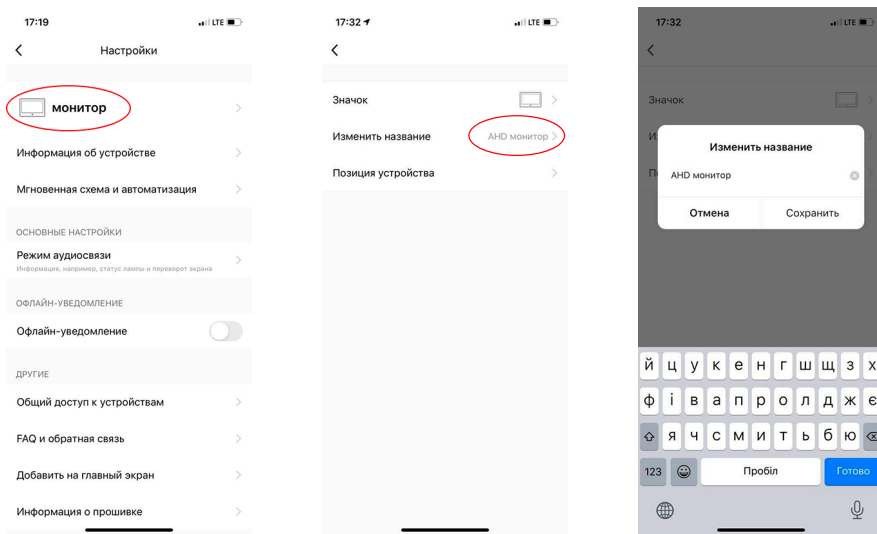 17:19
LTE
Настройки
монитор
Информация об устройстве
Мгновенная схема и автоматизация
ОСНОВНЫЕ НАСТРОЙКИ
Режим аудиосвязи
Информация, например, статус лампы и переворот экрана
ОФЛАЙН-УВЕДОМЛЕНИЕ
Офлайн-уведомление
ДРУГИЕ
Общий доступ к устройствам
FAQ и обратная связь
Добавить на главный экран
Информация о прошивке
17:32
LTE
Значок
Изменить название
AHD монитор
Позиция устройства
17:32
LTE
Значок
И
П
Изменить название
AHD монитор
Отмена
Сохранить
й ц у к е н г ш щ з х
ф і в а п р о л д ж є
я ч с м и т ь б ю
123
Пробіл
Готово